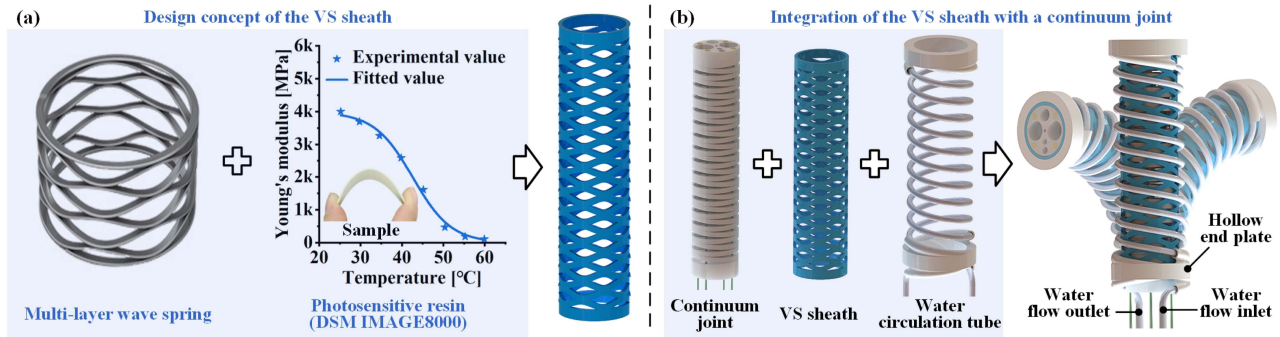 (a)
Design concept of the VS sheath
6k
5k
4k
3k
2k
1k
0
Young's modulus [MPa]
Experimental value
Fitted value
Sample
20 30 40 50 60 70
Temperature [°C]
Multi-layer wave spring
Photosensitive resin
(DSM IMAGE8000)
(b)
Integration of the VS sheath with a continuum joint
Continuum
joint
VS sheath
Water
circulation tube
Hollow
end plate
Water
flow outlet
Water
flow inlet